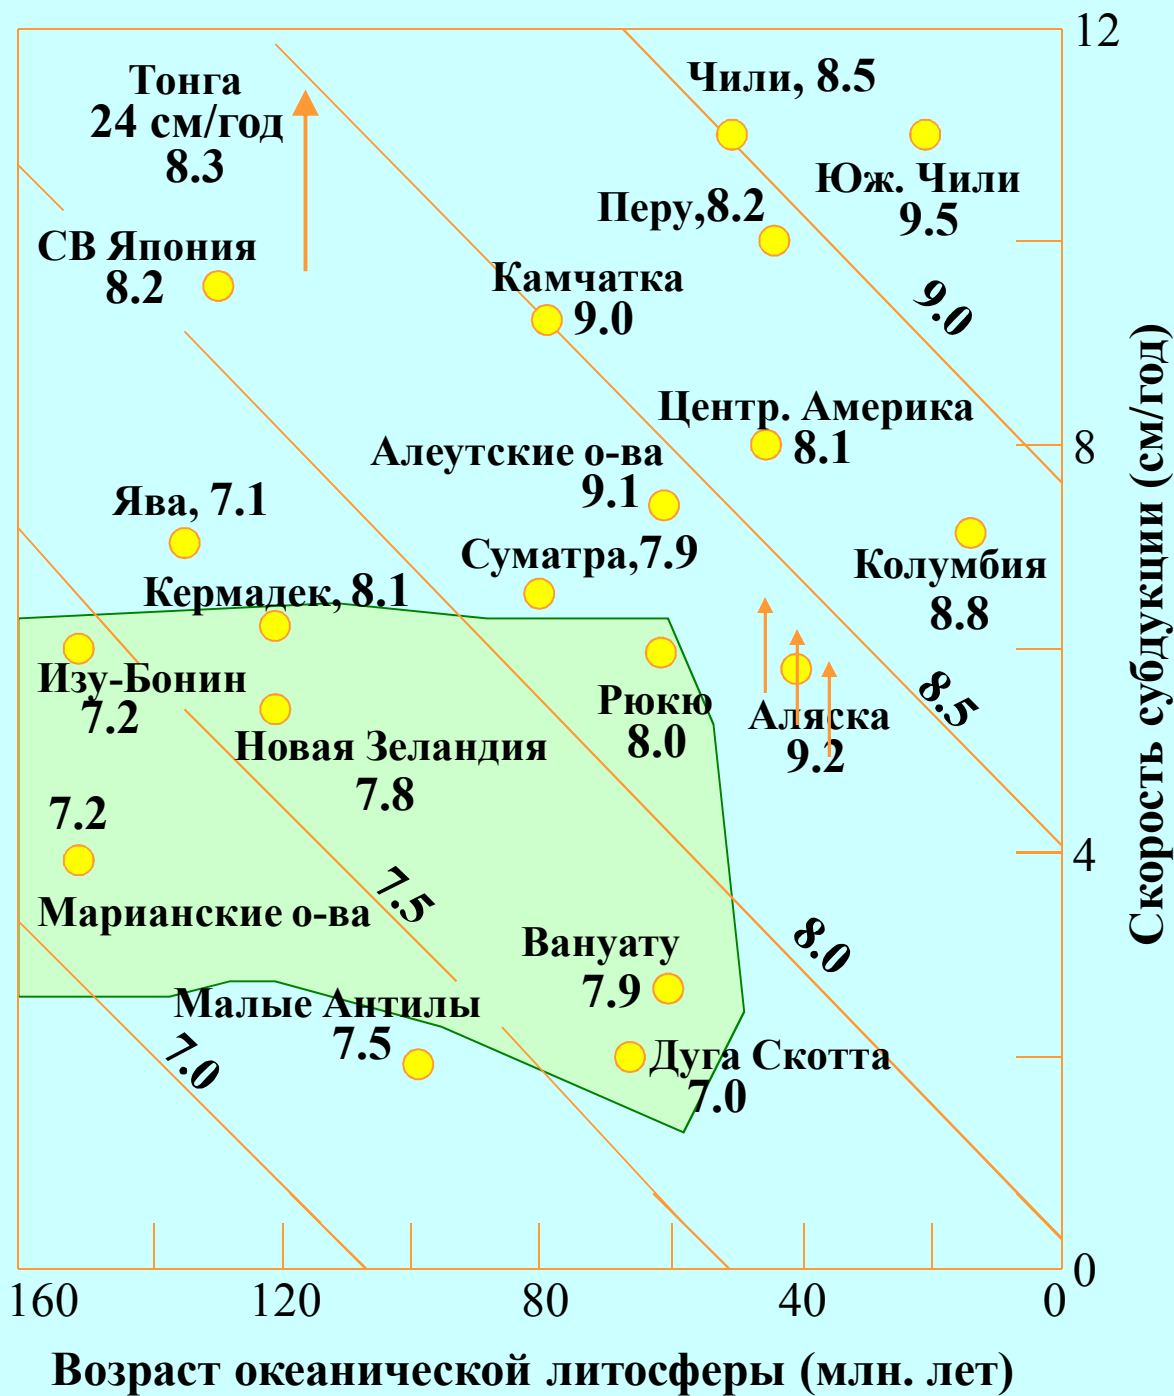 12
Чили, 8.5
Тонга
24 см/год
8.3
Юж. Чили
9.5
Перу,8.2
СВ Япония
8.2
Камчатка
9.0
9.0
Центр. Америка
8.1
8
Алеутские о-ва
9.1
Ява, 7.1
Суматра,7.9
Колумбия
8.8
Кермадек, 8.1
Изу-Бонин
7.2
Рюкю
8.0
Аляска
9.2
8.5
Новая Зеландия
7.8
7.2
Марианские о-ва
7.5
4
Вануату
7.9
8.0
Малые Антилы
7.5
7.0
Дуга Скотта
7.0
0
160
120
80
40
0
Возраст океанической литосферы (млн. лет)
Скорость субдукции (см/год)